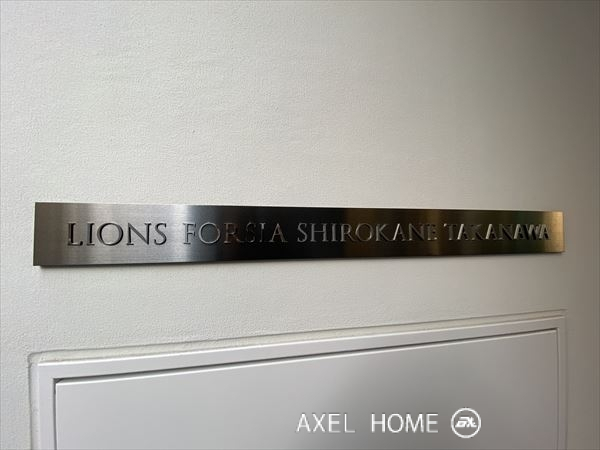 LIONS FORSIA SHIROKANE TAKANAWA
AXEL HOME